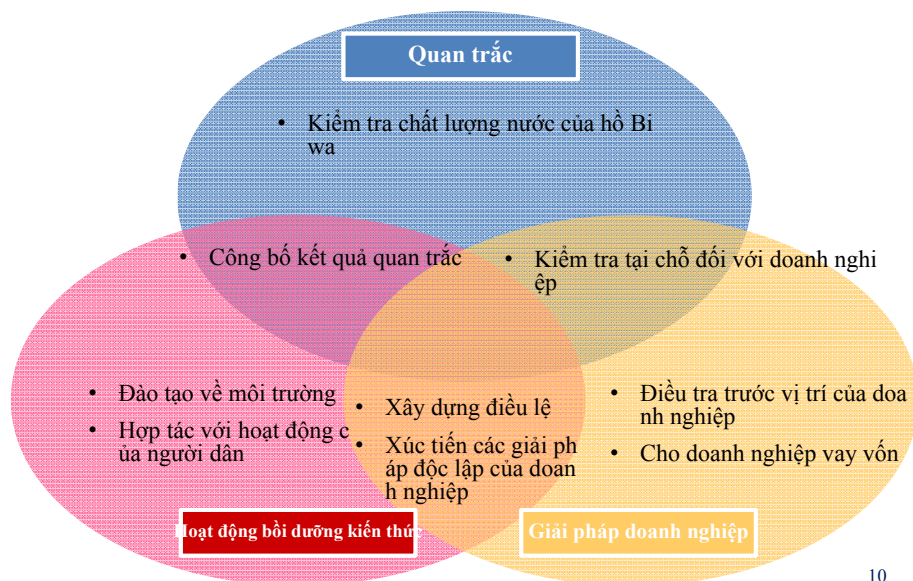 Quan trắc
• Kiểm tra chất lượng nước của hồ Bi
wa
• Công bố kết quả quan trắc
• Kiểm tra tại chỗ đối với doanh nghi
ệp
• Đào tạo về môi trường
• Hợp tác với hoạt động c
ủa người dân
• Xây dựng điều lệ
• Xúc tiến các giải ph
áp độc lập của doan
h nghiệp
• Điều tra trước vị trí của doa
nh nghiệp
• Cho doanh nghiệp vay vốn
Hoạt động bồi dưỡng kiến thức
Giải pháp doanh nghiệp
10